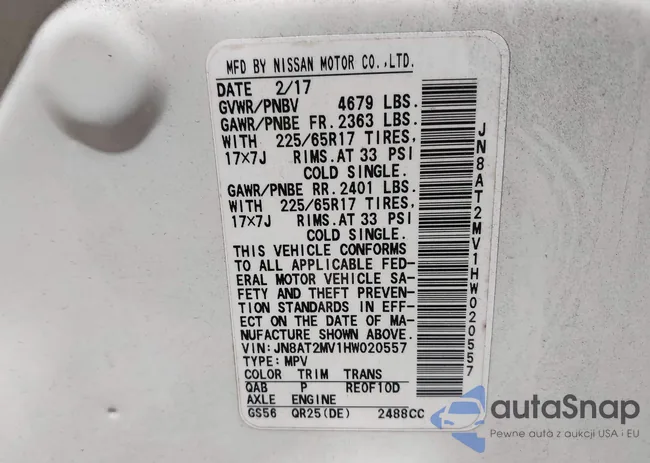 MFD BY NISSAN MOTOR CO.,LTD.
DATE 2/17
GVWR/PNBV 4679 LBS.
GAWR/PNBE FR. 2363 LBS.
WITH 225/65R17 TIRES,
17×7J RIMS.AT 33 PSI
COLD SINGLE.
GAWR/PNBE RR. 2401 LBS.
WITH 225/65R17 TIRES,
17×7J RIMS.AT 33 PSI
COLD SINGLE.
THIS VEHICLE CONFORMS
TO ALL APPLICABLE FED-
ERAL MOTOR VEHICLE SA-
FETY AND THEFT PREVEN-
TION STANDARDS IN EFF-
ECT ON THE DATE OF MA-
NUFACTURE SHOWN ABOVE.
VIN: JN8AT2MV1HW020557
TYPE: MPV
COLOR TRIM TRANS
QAB P RE0F10D
AXLE ENGINE
GS56 QR25(DE) 2488CC
JN8AT2MV1HW020557
autaSnap
Pewne auta z aukcji USA i EU